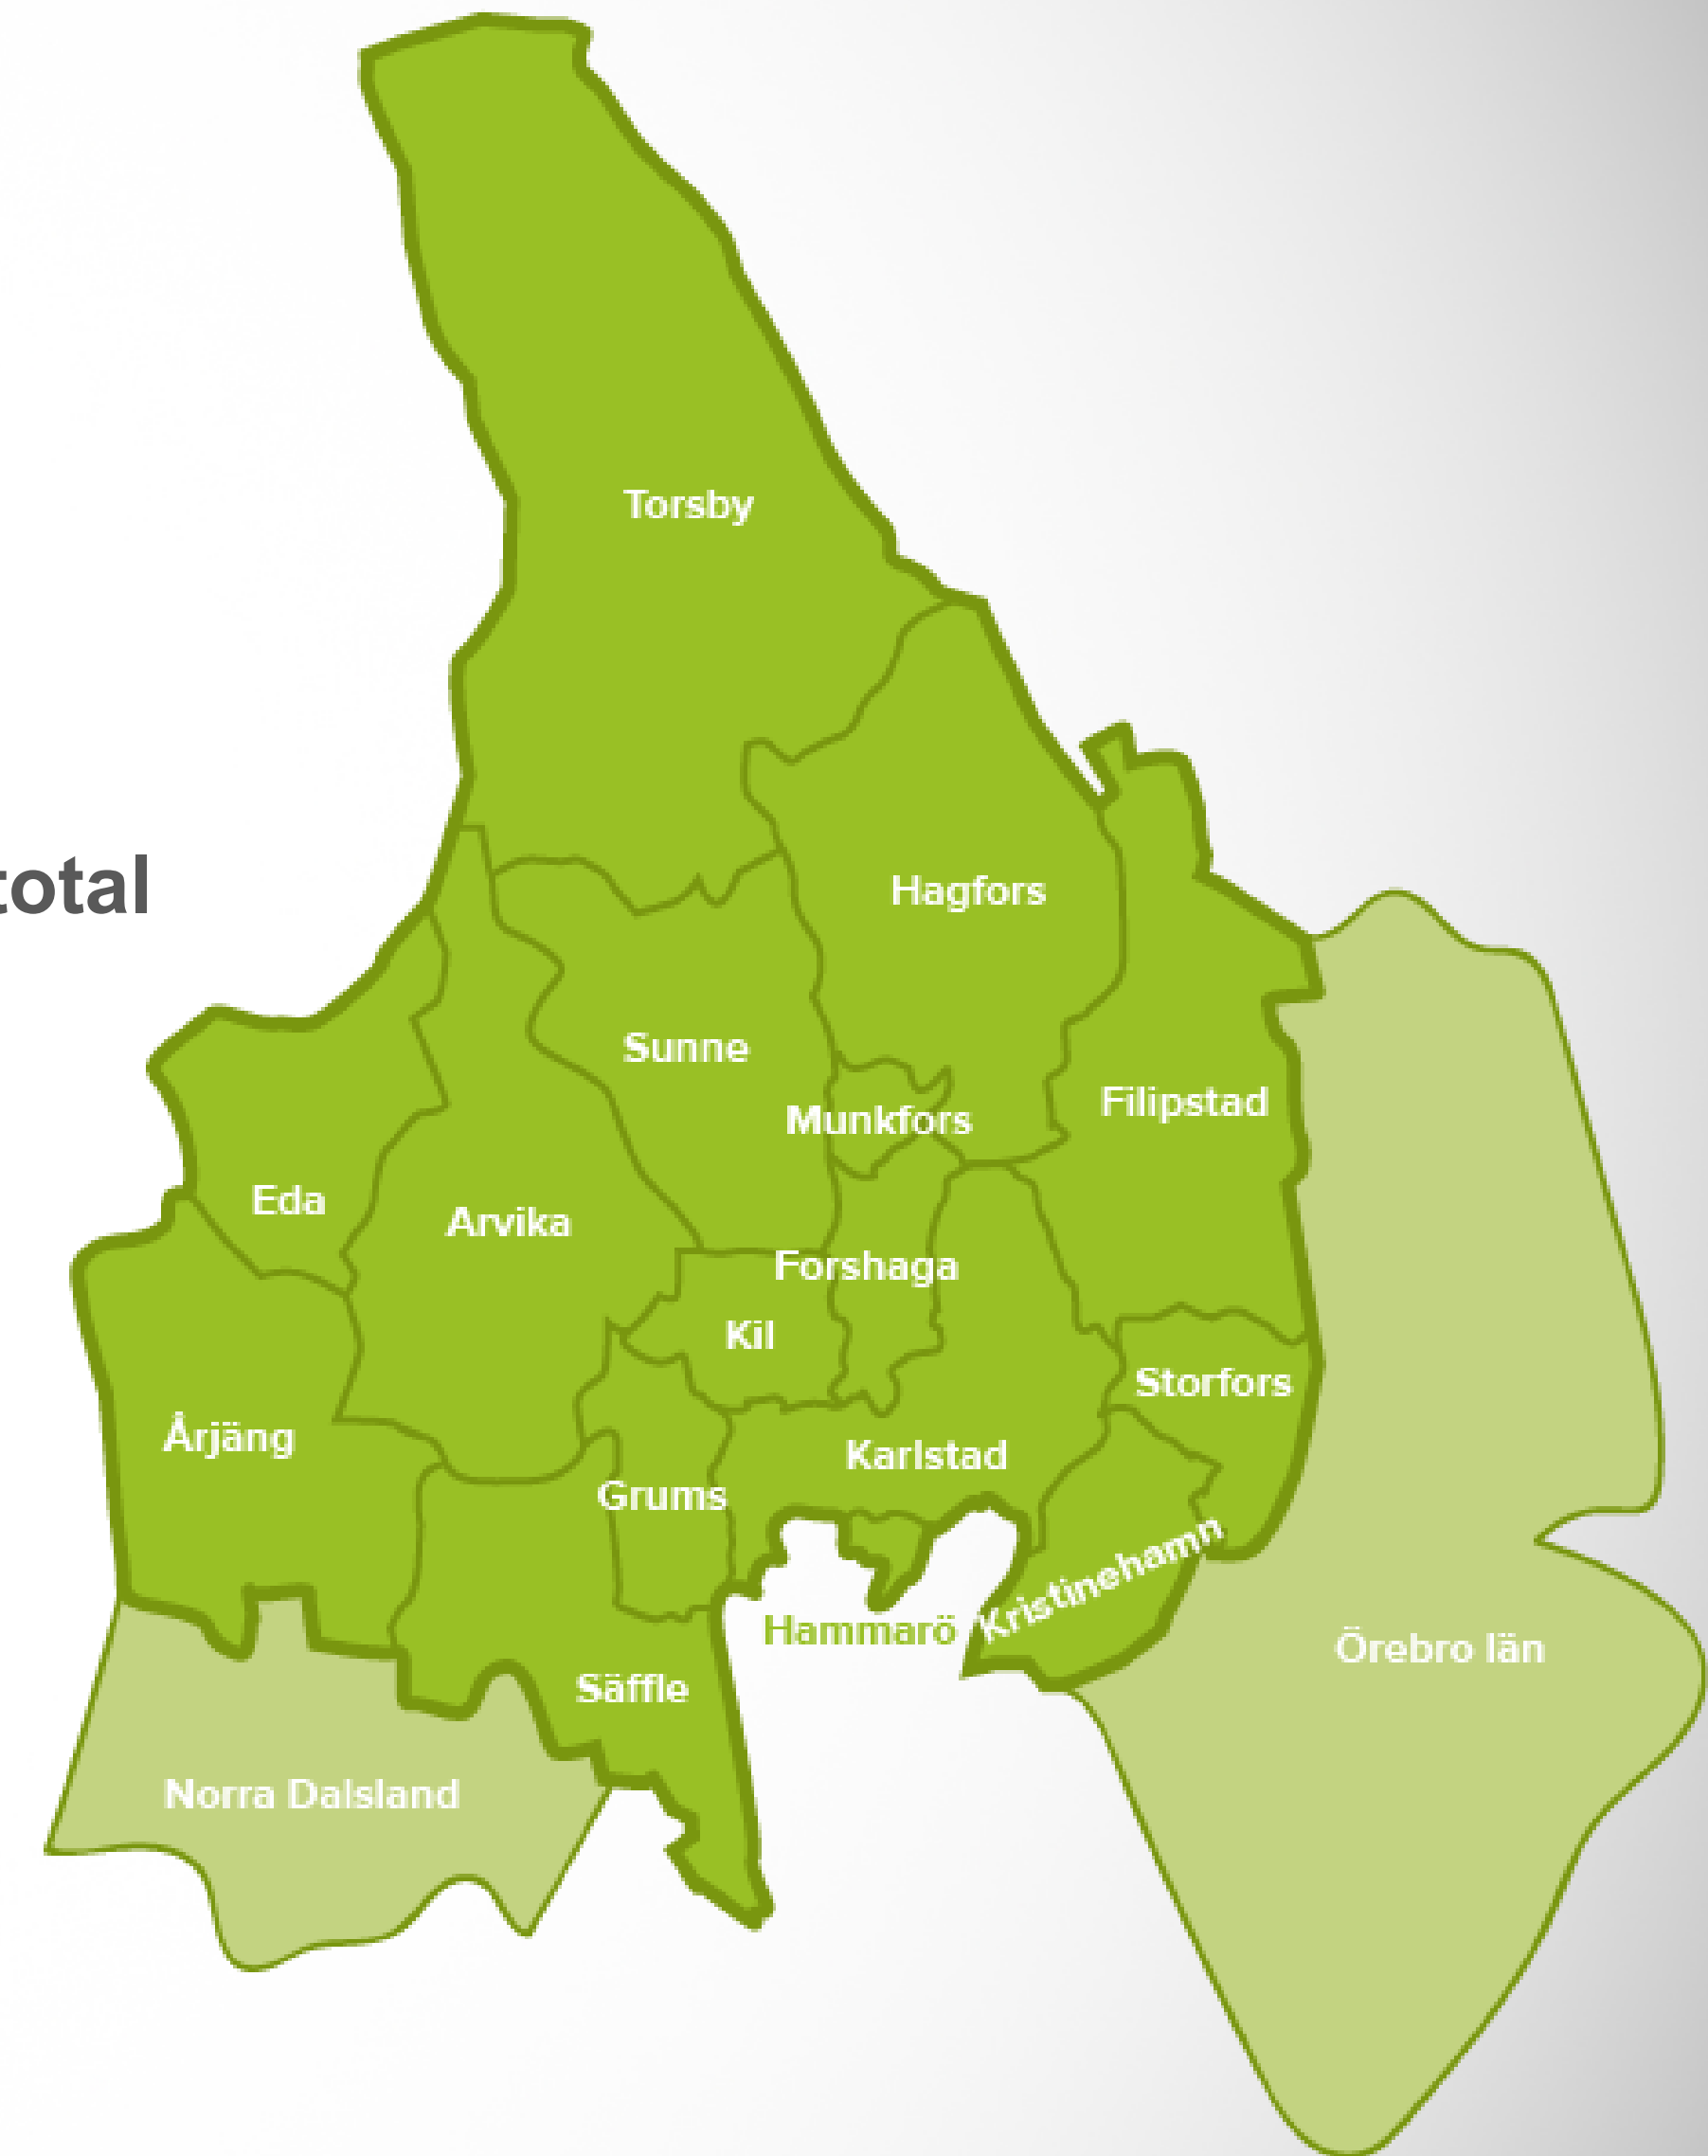 Torsby
total
Hagfors
Sunne
Filipstad
Munkfors
Eda
Arvika
Forshaga
Kil
Storfors
Årjäng
Karlstad
Grums
Kristinehamn
Hammarö
Örebro län
Säffle
Norra Dalsland